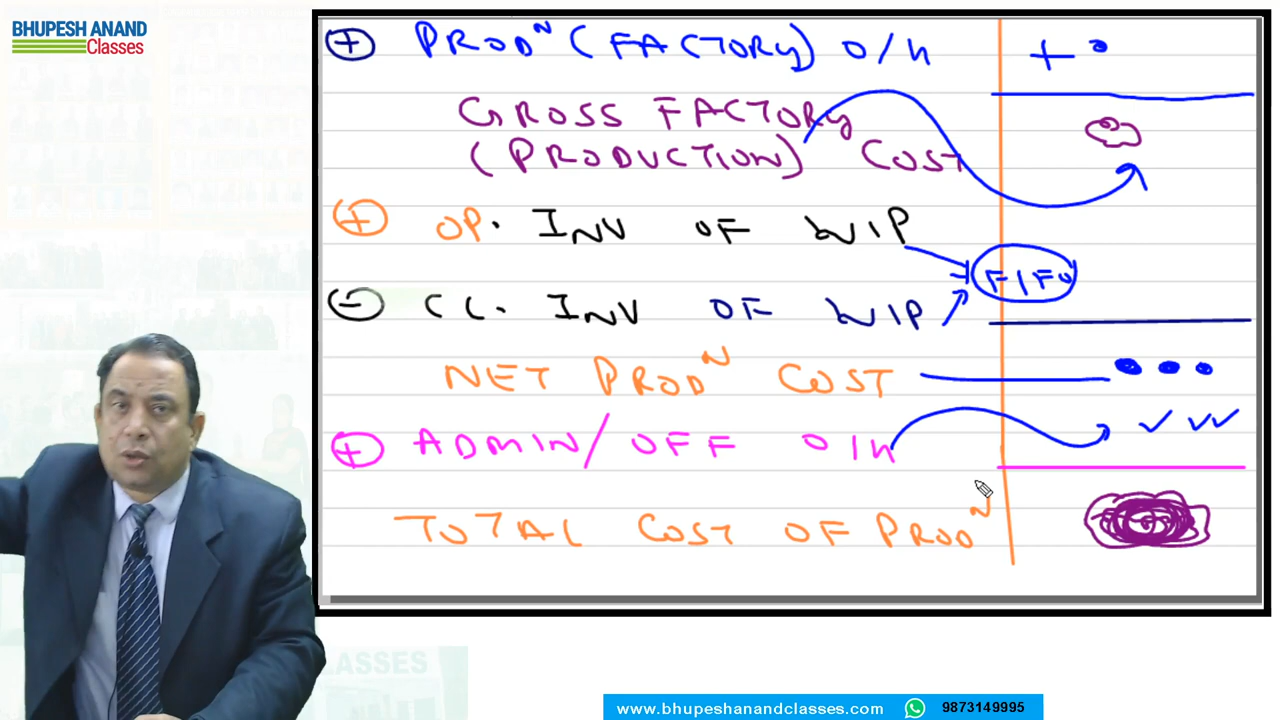 BHUPESH ANAND
Classes
(+) PRODᴺ (FACTORY) O/h
GROSS FACTORY
(PRODUCTION) COST
(+) OP. INV OF WIP
FIFO
(-) CL. INV OF WIP
NET PRODᴺ COST
(+) ADMIN/OFF O/h
TOTAL COST OF PRODᴺ
CLASSES
www.bhupeshanandclasses.com 9873149995